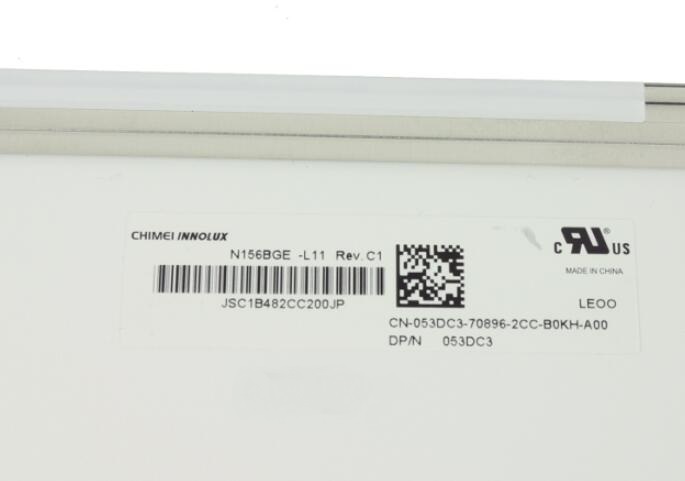 CHIMEI INNOLUX
N156BGE -L11 Rev.C1
JSC1B482CC200JP
c RU® US
MADE IN CHINA
LEOO
CN-053DC3-70896-2CC-B0KH-A00
DP/N 053DC3